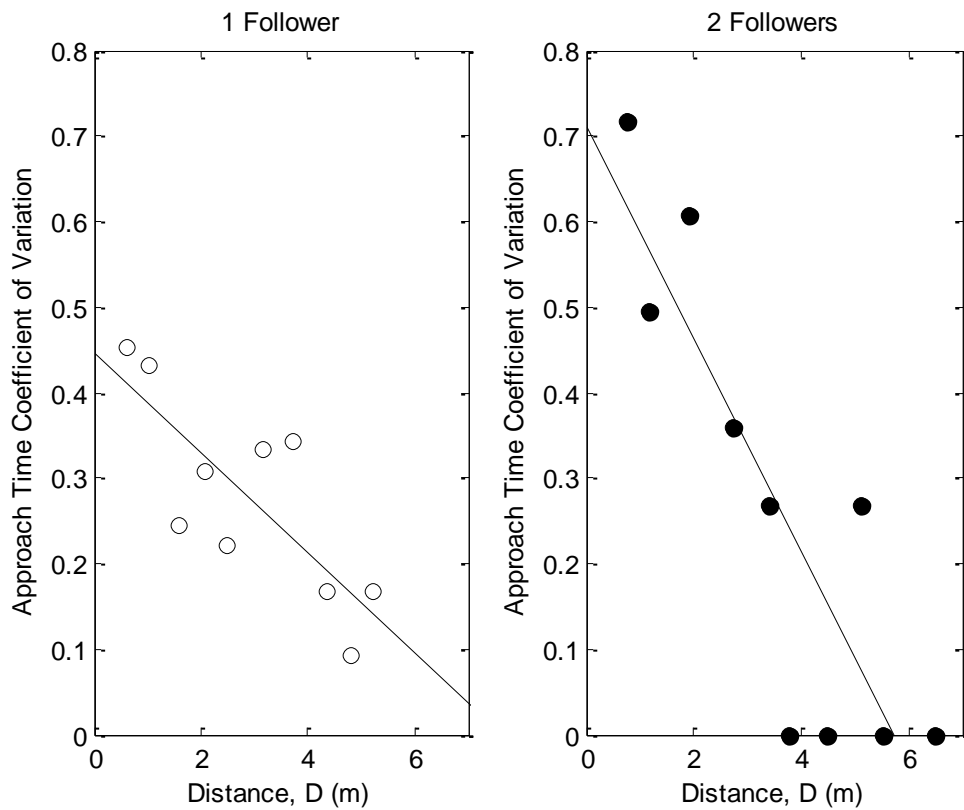 1 Follower
0.8
0.7
0.6
0.5
0.4
0.3
0.2
0.1
0
0 2 4 6
Approach Time Coefficient of Variation
Distance, D (m)
2 Followers
0.8
0.7
0.6
0.5
0.4
0.3
0.2
0.1
0
0 2 4 6
Approach Time Coefficient of Variation
Distance, D (m)